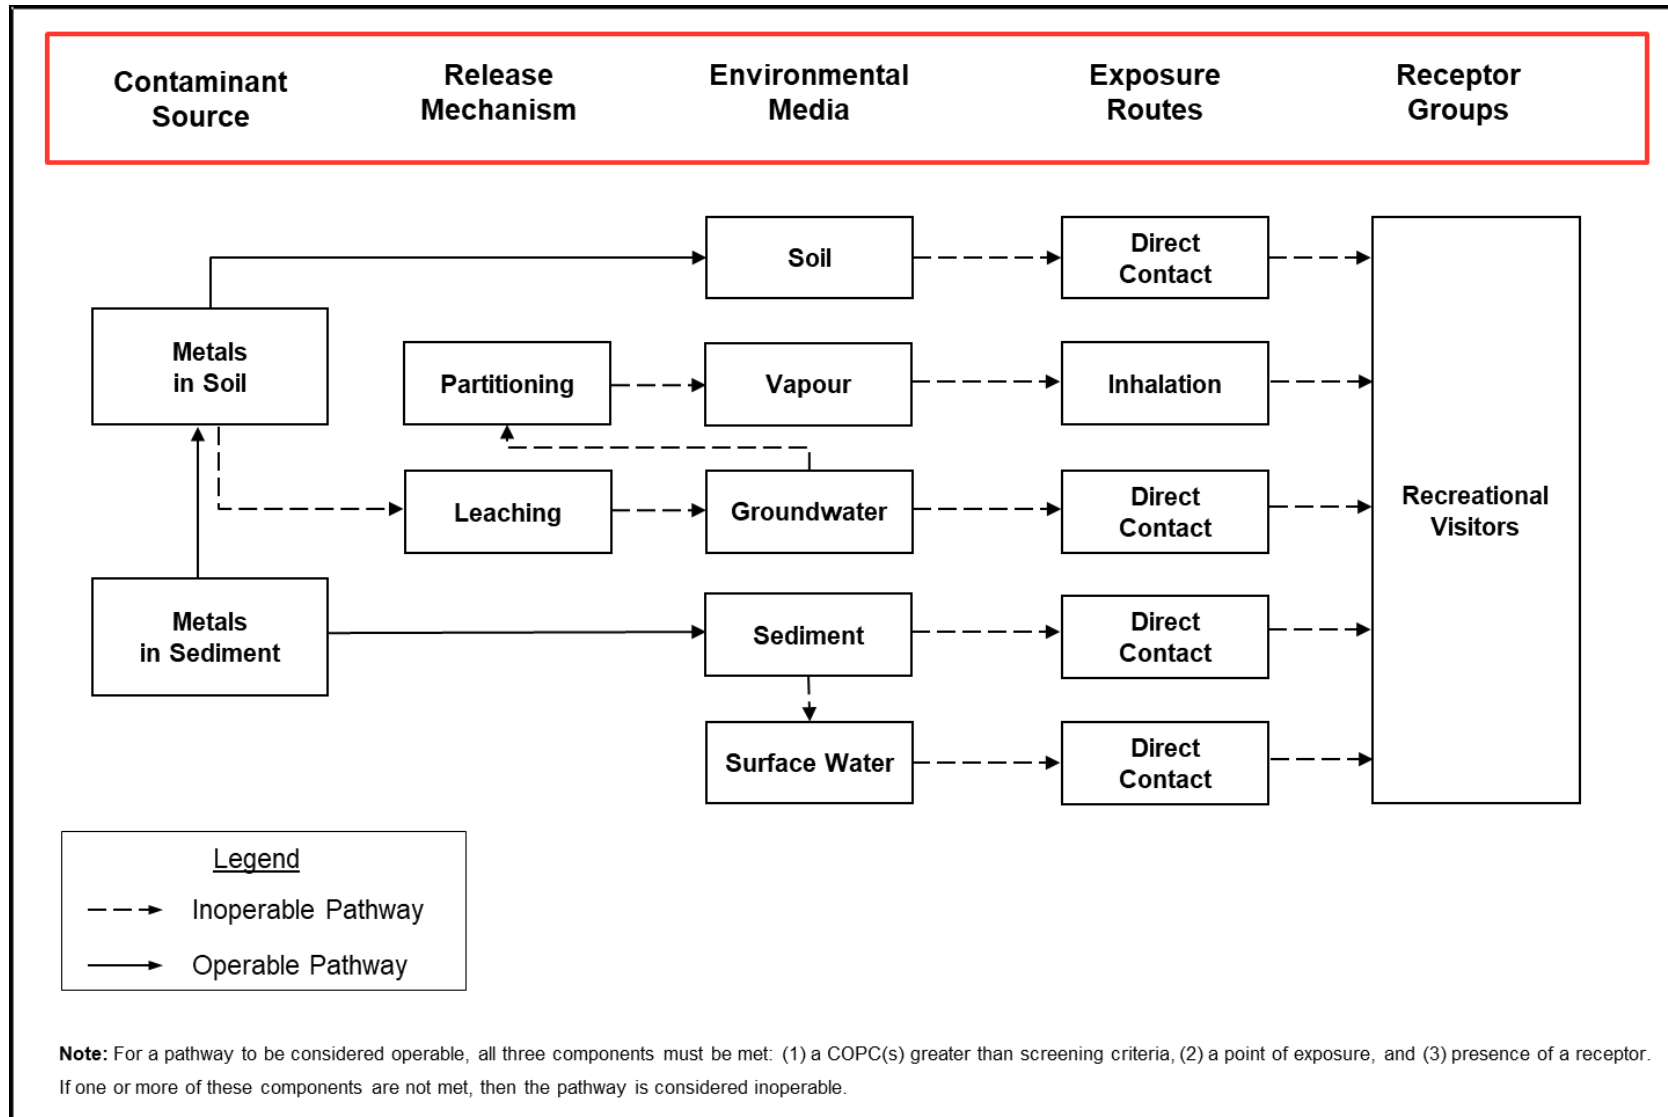 Contaminant
Source
Release
Mechanism
Environmental
Media
Exposure
Routes
Receptor
Groups
Soil
Direct
Contact
Metals
in Soil
Partitioning
Vapour
Inhalation
Leaching
Groundwater
Direct
Contact
Recreational
Visitors
Metals
in Sediment
Sediment
Direct
Contact
Surface Water
Direct
Contact
Legend
Inoperable Pathway
Operable Pathway
Note: For a pathway to be considered operable, all three components must be met: (1) a COPC(s) greater than screening criteria, (2) a point of exposure, and (3) presence of a receptor.
If one or more of these components are not met, then the pathway is considered inoperable.